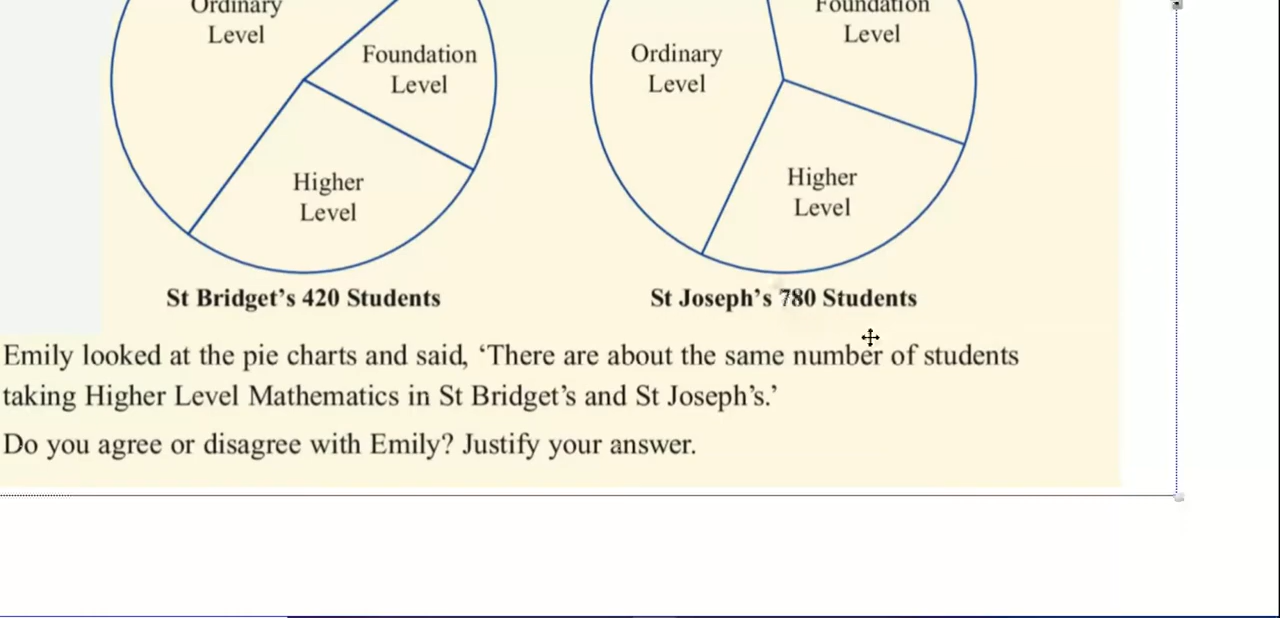 Ordinary
Level
Foundation
Level
Higher
Level
St Bridget’s 420 Students
Foundation
Level
Ordinary
Level
Higher
Level
St Joseph’s 780 Students
Emily looked at the pie charts and said, ‘There are about the same number of students
taking Higher Level Mathematics in St Bridget’s and St Joseph’s.’
Do you agree or disagree with Emily? Justify your answer.